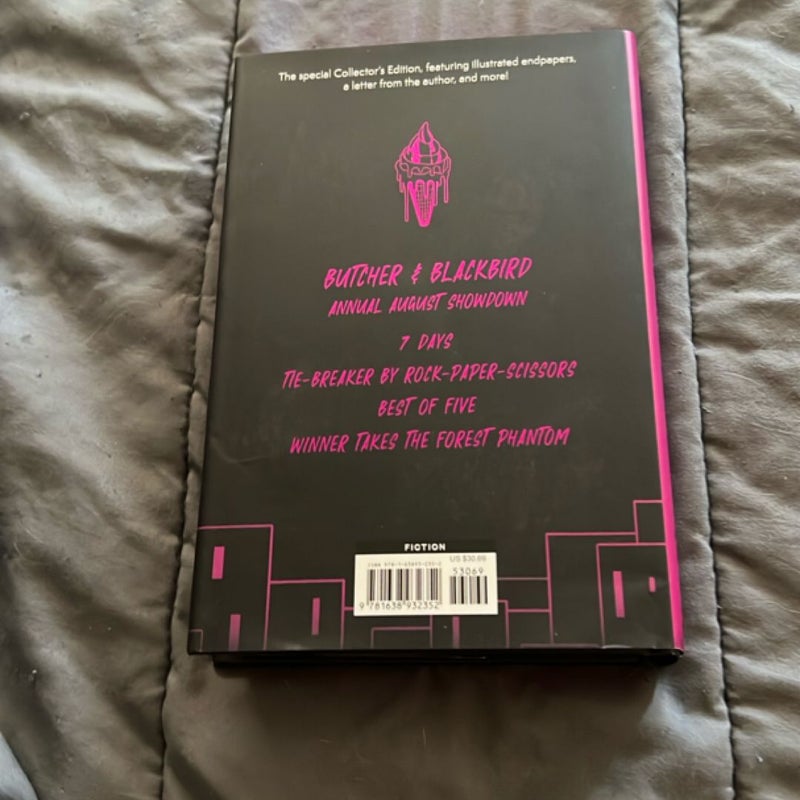 The special Collector's Edition, featuring illustrated endpapers,
a letter from the author, and more!
BUTCHER & BLACKBIRD
ANNUAL AUGUST SHOWDOWN
7 DAYS
TIE-BREAKER BY ROCK-PAPER-SCISSORS
BEST OF FIVE
WINNER TAKES THE FOREST PHANTOM
FICTION
US $30.69
53069
9 781638 932352